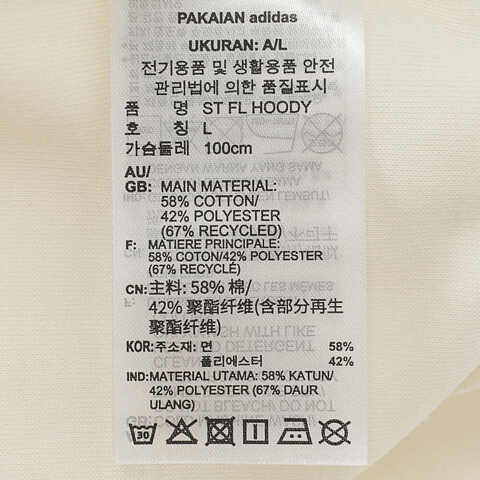 PAKAIAN adidas
UKURAN: A/L
전기용품 및 생활용품 안전
관리법에 의한 품질표시
품 명 ST FL HOODY
호 칭 L
가슴둘레 100cm
AU/
GB: MAIN MATERIAL:
58% COTTON/
42% POLYESTER
(67% RECYCLED)
F: MATIERE PRINCIPALE:
58% COTON/42% POLYESTER
(67% RECYCLÉ)
CN: 主料: 58% 棉/
42% 聚酯纤维(含部分再生
聚酯纤维)
KOR: 주소재: 면 58%
폴리에스터 42%
IND: MATERIAL UTAMA: 58% KATUN/
42% POLYESTER (67% DAUR
ULANG)
30